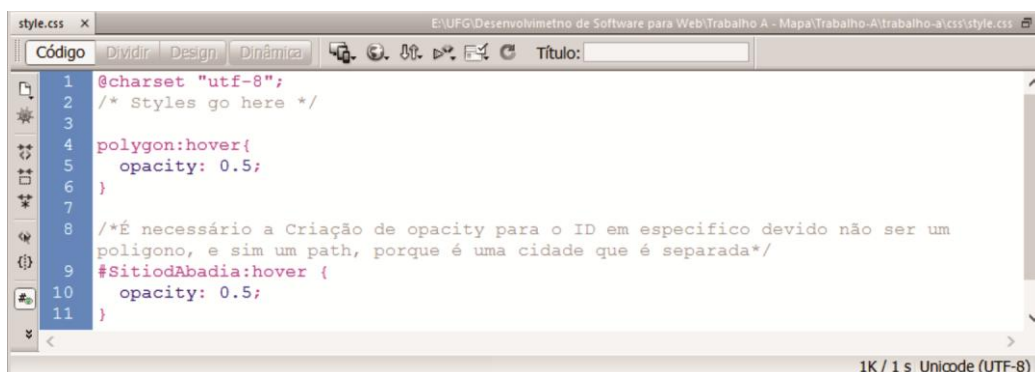 style.css ×
E:\UFG\Desenvolvimetno de Software para Web\Trabalho A - Mapa\Trabalho-A\trabalho-a\css\style.css
Código Dividir Design Dinâmica Título:
1 @charset "utf-8";
2 /* Styles go here */
3
4 polygon:hover{
5 opacity: 0.5;
6 }
7
8 /*É necessário a Criação de opacity para o ID em especifico devido não ser um
poligono, e sim um path, porque é uma cidade que é separada*/
9 #SitiodAbadia:hover {
10 opacity: 0.5;
11 }
1K / 1 s Unicode (UTF-8)